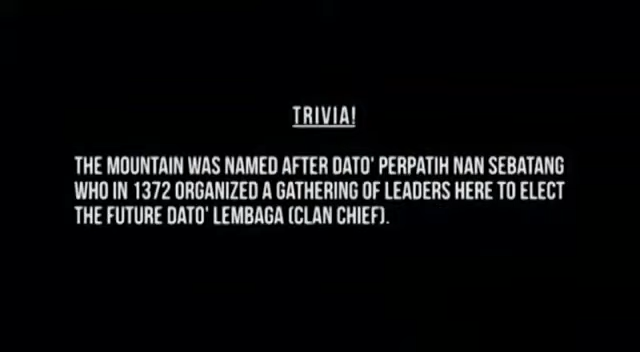 TRIVIA!
THE MOUNTAIN WAS NAMED AFTER DATO' PERPATIH NAN SEBATANG
WHO IN 1372 ORGANIZED A GATHERING OF LEADERS HERE TO ELECT
THE FUTURE DATO' LEMBAGA (CLAN CHIEF).